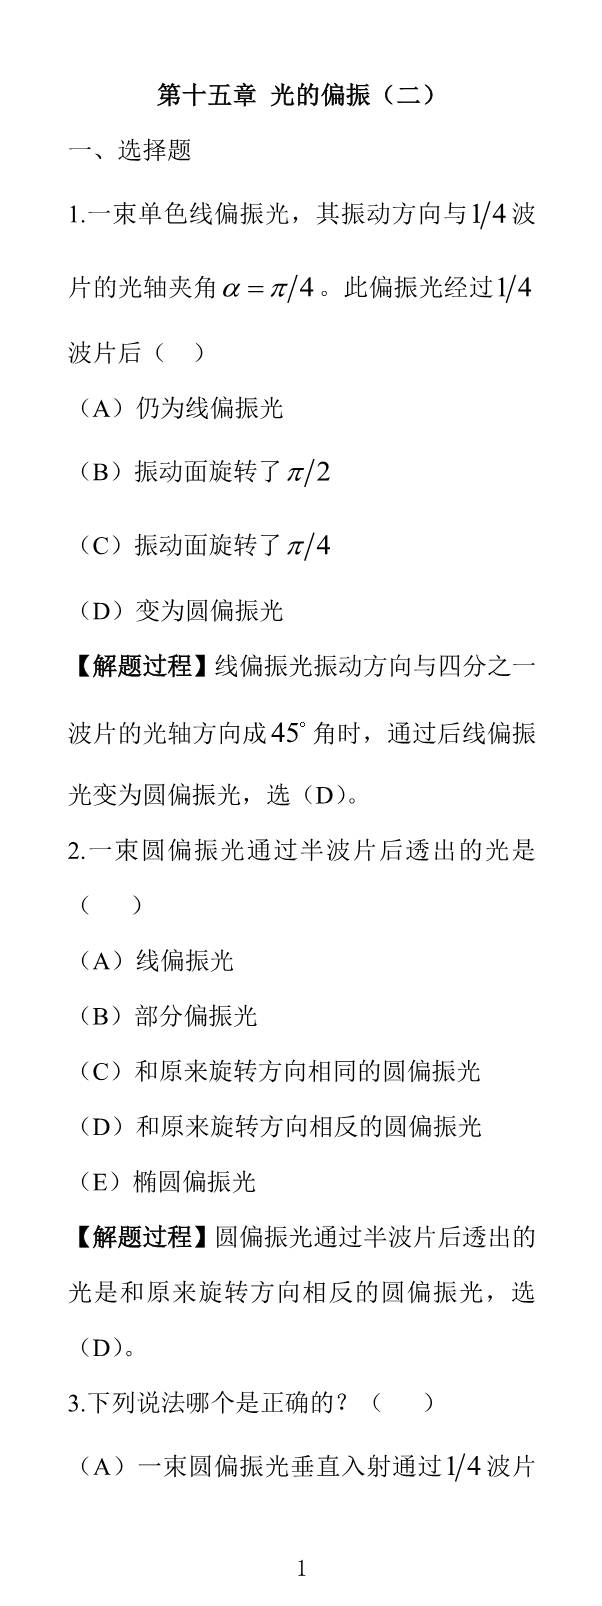 第十五章 光的偏振（二）
一、选择题
1.一束单色线偏振光，其振动方向与1/4波
片的光轴夹角α=π/4。此偏振光经过1/4
波片后（ ）
（A）仍为线偏振光
（B）振动面旋转了π/2
（C）振动面旋转了π/4
（D）变为圆偏振光
【解题过程】线偏振光振动方向与四分之一
波片的光轴方向成45°角时，通过后线偏振
光变为圆偏振光，选（D）。
2.一束圆偏振光通过半波片后透出的光是
（ ）
（A）线偏振光
（B）部分偏振光
（C）和原来旋转方向相同的圆偏振光
（D）和原来旋转方向相反的圆偏振光
（E）椭圆偏振光
【解题过程】圆偏振光通过半波片后透出的
光是和原来旋转方向相反的圆偏振光，选
（D）。
3.下列说法哪个是正确的？（ ）
（A）一束圆偏振光垂直入射通过1/4波片
1